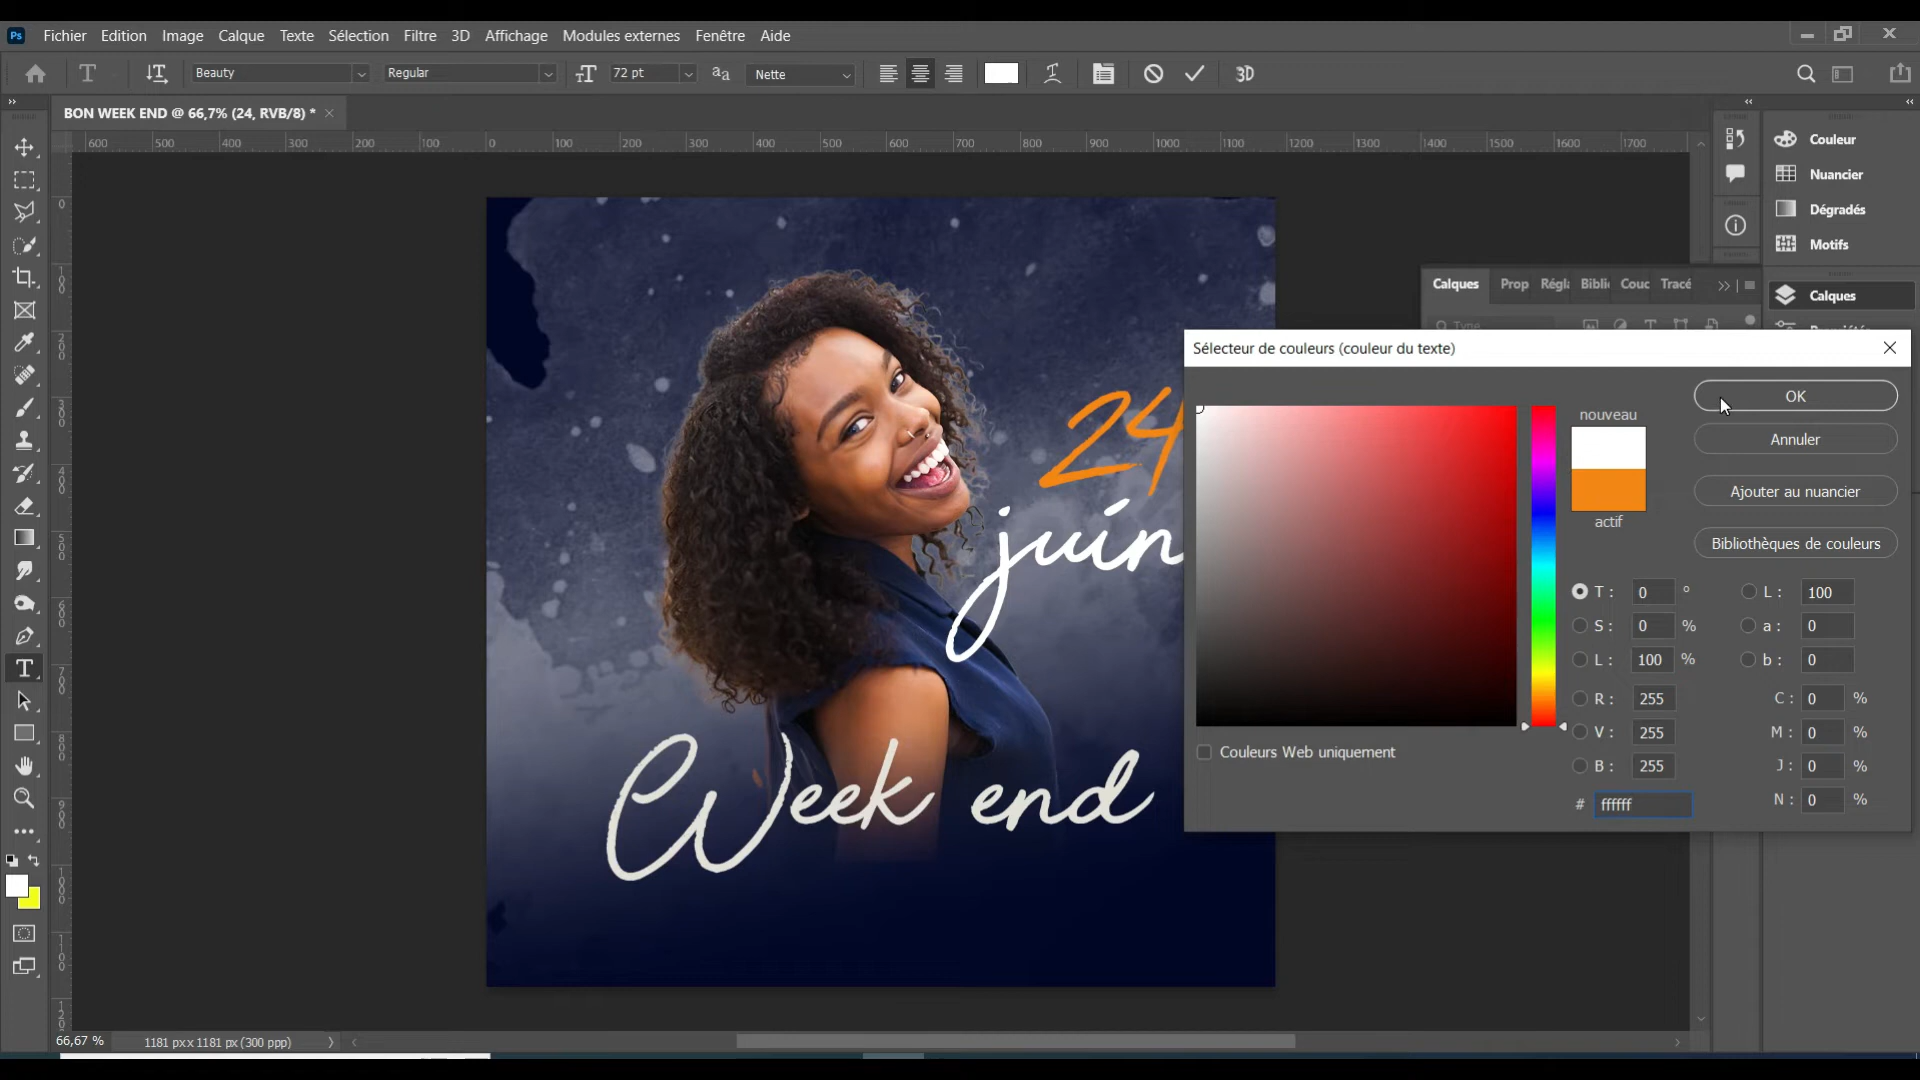 Ps Fichier Edition Image Calque Texte Sélection Filtre 3D Affichage Modules externes Fenêtre Aide
Beauty Regular 72 pt Nette 3D
BON WEEK END @ 66,7% (24, RVB/8) *
600 500 400 300 200 100 0 100 200 300 400 500 600 700 800 900 1000 1100 1200 1300 1400 1500 1600 1700
Couleur
Nuancier
Dégradés
Motifs
Calques Prop Régla Biblio Couc Tracé
Calques
Type
Sélecteur de couleurs (couleur du texte)
nouveau
actif
OK
Annuler
Ajouter au nuancier
Bibliothèques de couleurs
T : 0 °
S : 0 %
L : 100 %
R : 255
V : 255
B : 255
# ffffff
L : 100
a : 0
b : 0
C : 0 %
M : 0 %
J : 0 %
N : 0 %
Couleurs Web uniquement
24
juin
Week end
66,67 % 1181 px x 1181 px (300 ppp)